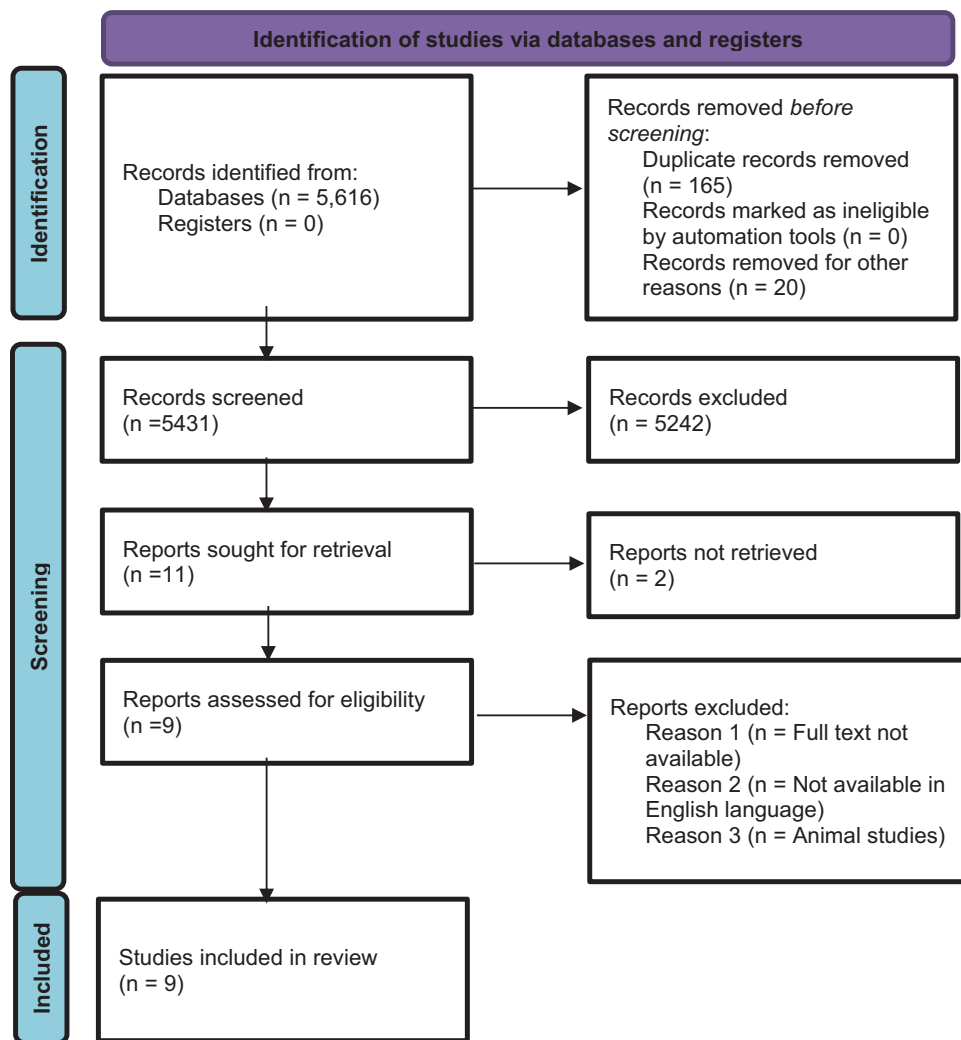 Identification of studies via databases and registers
Identification
Records identified from:
Databases (n = 5,616)
Registers (n = 0)
Records removed before
screening:
Duplicate records removed
(n = 165)
Records marked as ineligible
by automation tools (n = 0)
Records removed for other
reasons (n = 20)
Screening
Records screened
(n =5431)
Records excluded
(n = 5242)
Reports sought for retrieval
(n =11)
Reports not retrieved
(n = 2)
Reports assessed for eligibility
(n =9)
Reports excluded:
Reason 1 (n = Full text not
available)
Reason 2 (n = Not available in
English language)
Reason 3 (n = Animal studies)
Included
Studies included in review
(n = 9)